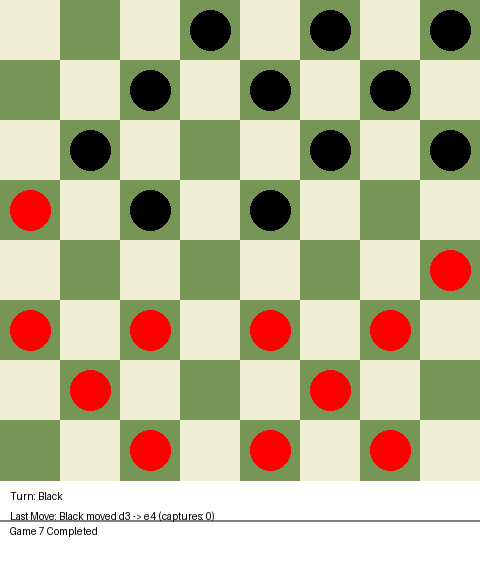 Turn: Black
Last Move: Black moved d3 -> e4 (captures: 0)
Game 7 Completed